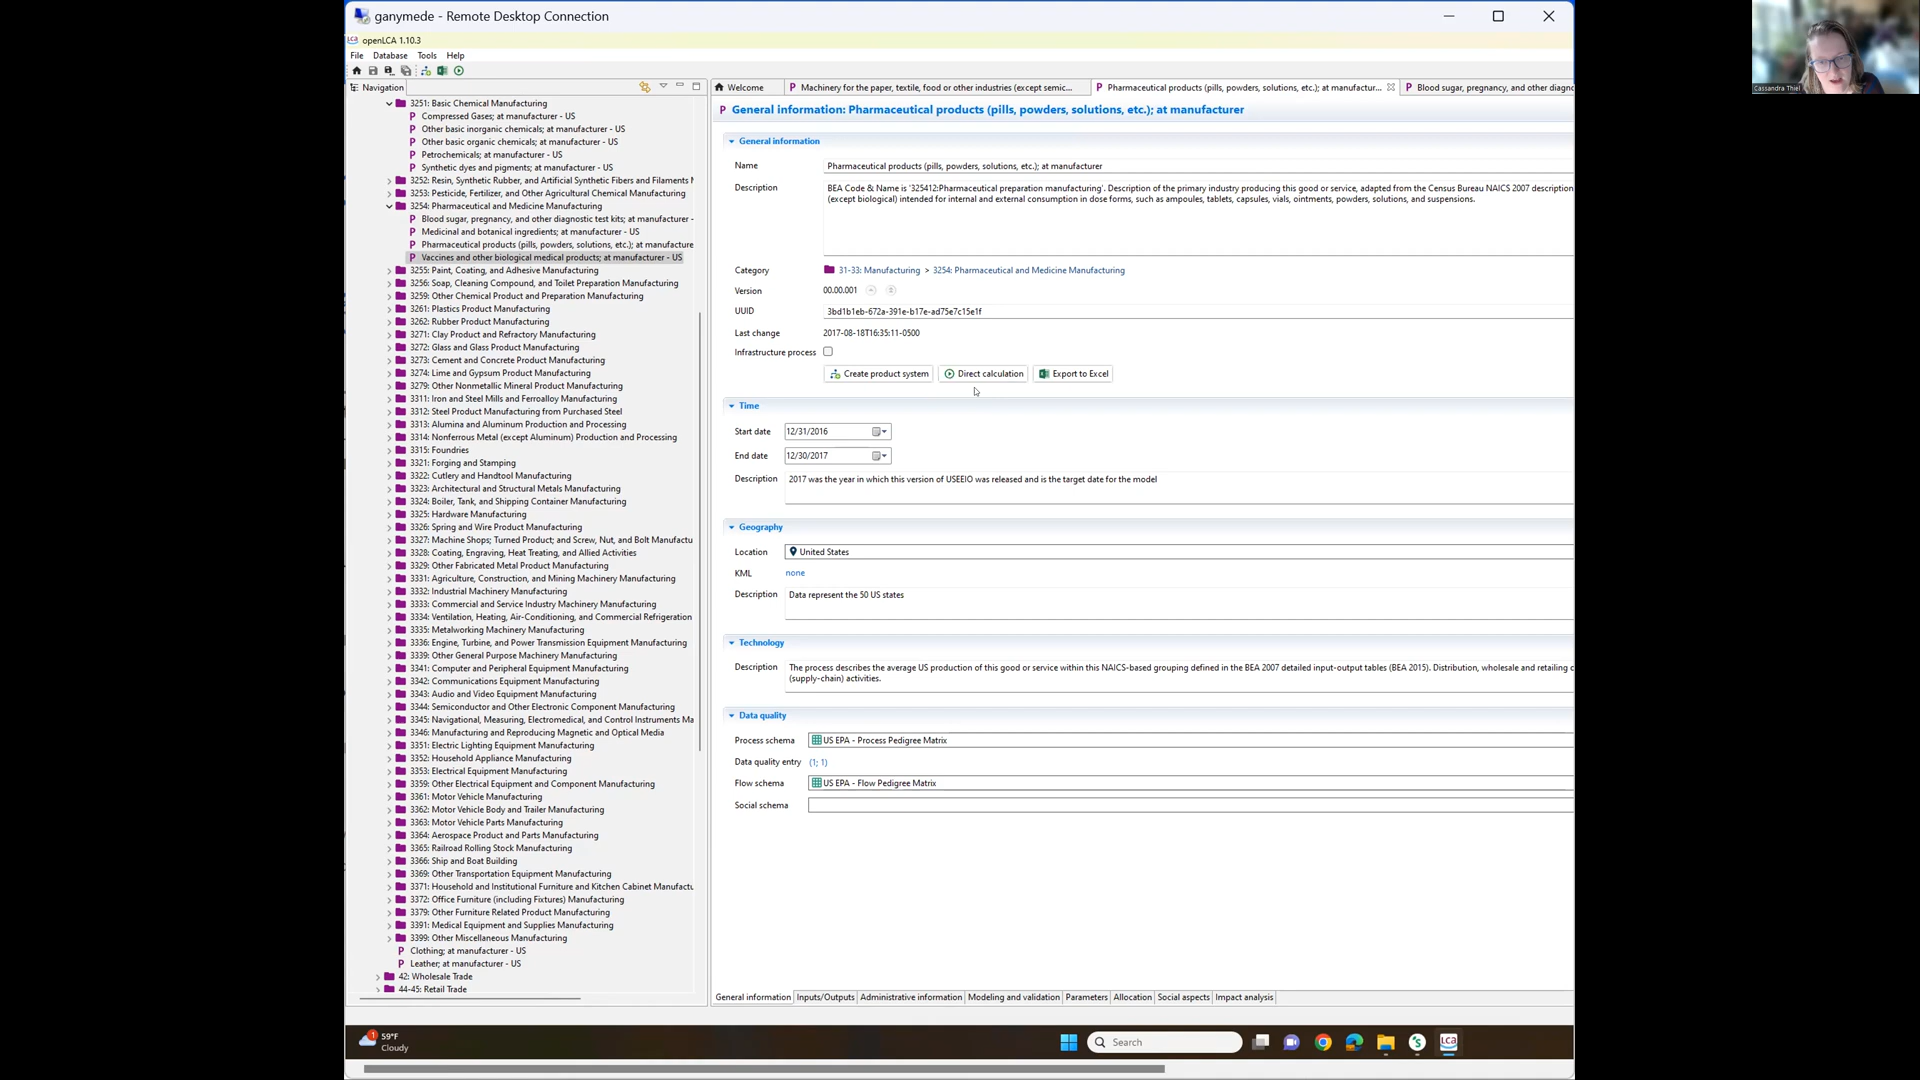 ganymede - Remote Desktop Connection
openLCA 1.10.3
File Database Tools Help
Navigation
3251: Basic Chemical Manufacturing
P Compressed Gases; at manufacturer - US
P Other basic inorganic chemicals; at manufacturer - US
P Other basic organic chemicals; at manufacturer - US
P Petrochemicals; at manufacturer - US
P Synthetic dyes and pigments; at manufacturer - US
3252: Resin, Synthetic Rubber, and Artificial Synthetic Fibers and Filaments
3253: Pesticide, Fertilizer, and Other Agricultural Chemical Manufacturing
3254: Pharmaceutical and Medicine Manufacturing
P Blood sugar, pregnancy, and other diagnostic test kits; at manufacturer -
P Medicinal and botanical ingredients; at manufacturer - US
P Pharmaceutical products (pills, powders, solutions, etc.); at manufacture
P Vaccines and other biological medical products; at manufacturer - US
3255: Paint, Coating, and Adhesive Manufacturing
3256: Soap, Cleaning Compound, and Toilet Preparation Manufacturing
3259: Other Chemical Product and Preparation Manufacturing
3261: Plastics Product Manufacturing
3262: Rubber Product Manufacturing
3271: Clay Product and Refractory Manufacturing
3272: Glass and Glass Product Manufacturing
3273: Cement and Concrete Product Manufacturing
3274: Lime and Gypsum Product Manufacturing
3279: Other Nonmetallic Mineral Product Manufacturing
3311: Iron and Steel Mills and Ferroalloy Manufacturing
3312: Steel Product Manufacturing from Purchased Steel
3313: Alumina and Aluminum Production and Processing
3314: Nonferrous Metal (except Aluminum) Production and Processing
3315: Foundries
3321: Forging and Stamping
3322: Cutlery and Handtool Manufacturing
3323: Architectural and Structural Metals Manufacturing
3324: Boiler, Tank, and Shipping Container Manufacturing
3325: Hardware Manufacturing
3326: Spring and Wire Product Manufacturing
3327: Machine Shops; Turned Product; and Screw, Nut, and Bolt Manufactu
3328: Coating, Engraving, Heat Treating, and Allied Activities
3329: Other Fabricated Metal Product Manufacturing
3331: Agriculture, Construction, and Mining Machinery Manufacturing
3332: Industrial Machinery Manufacturing
3333: Commercial and Service Industry Machinery Manufacturing
3334: Ventilation, Heating, Air-Conditioning, and Commercial Refrigeration
3335: Metalworking Machinery Manufacturing
3336: Engine, Turbine, and Power Transmission Equipment Manufacturing
3339: Other General Purpose Machinery Manufacturing
3341: Computer and Peripheral Equipment Manufacturing
3342: Communications Equipment Manufacturing
3343: Audio and Video Equipment Manufacturing
3344: Semiconductor and Other Electronic Component Manufacturing
3345: Navigational, Measuring, Electromedical, and Control Instruments Ma
3346: Manufacturing and Reproducing Magnetic and Optical Media
3351: Electric Lighting Equipment Manufacturing
3352: Household Appliance Manufacturing
3353: Electrical Equipment Manufacturing
3359: Other Electrical Equipment and Component Manufacturing
3361: Motor Vehicle Manufacturing
3362: Motor Vehicle Body and Trailer Manufacturing
3363: Motor Vehicle Parts Manufacturing
3364: Aerospace Product and Parts Manufacturing
3365: Railroad Rolling Stock Manufacturing
3366: Ship and Boat Building
3369: Other Transportation Equipment Manufacturing
3371: Household and Institutional Furniture and Kitchen Cabinet Manufactu
3372: Office Furniture (including Fixtures) Manufacturing
3379: Other Furniture Related Product Manufacturing
3391: Medical Equipment and Supplies Manufacturing
3399: Other Miscellaneous Manufacturing
P Clothing; at manufacturer - US
P Leather; at manufacturer - US
42: Wholesale Trade
44-45: Retail Trade
Welcome
P Machinery for the paper, textile, food or other industries (except semic...
P Pharmaceutical products (pills, powders, solutions, etc.); at manufactur...
P Blood sugar, pregnancy, and other diagn
P General information: Pharmaceutical products (pills, powders, solutions, etc.); at manufacturer
General information
Name Pharmaceutical products (pills, powders, solutions, etc.); at manufacturer
Description BEA Code & Name is '325412:Pharmaceutical preparation manufacturing'. Description of the primary industry producing this good or service, adapted from the Census Bureau NAICS 2007 description
(except biological) intended for internal and external consumption in dose forms, such as ampoules, tablets, capsules, vials, ointments, powders, solutions, and suspensions.
Category 31-33: Manufacturing > 3254: Pharmaceutical and Medicine Manufacturing
Version 00.00.001
UUID 3bd1b1eb-672a-391e-b17e-ad75e7c15e1f
Last change 2017-08-18T16:35:11-0500
Infrastructure process
Create product system Direct calculation Export to Excel
Time
Start date 12/31/2016
End date 12/30/2017
Description 2017 was the year in which this version of USEEIO was released and is the target date for the model
Geography
Location United States
KML none
Description Data represent the 50 US states
Technology
Description The process describes the average US production of this good or service within this NAICS-based grouping defined in the BEA 2007 detailed input-output tables (BEA 2015). Distribution, wholesale and retailing c
(supply-chain) activities.
Data quality
Process schema US EPA - Process Pedigree Matrix
Data quality entry (1; 1)
Flow schema US EPA - Flow Pedigree Matrix
Social schema
General information Inputs/Outputs Administrative information Modeling and validation Parameters Allocation Social aspects Impact analysis
1
59°F
Cloudy
Search
LCA
Cassandra Thiel